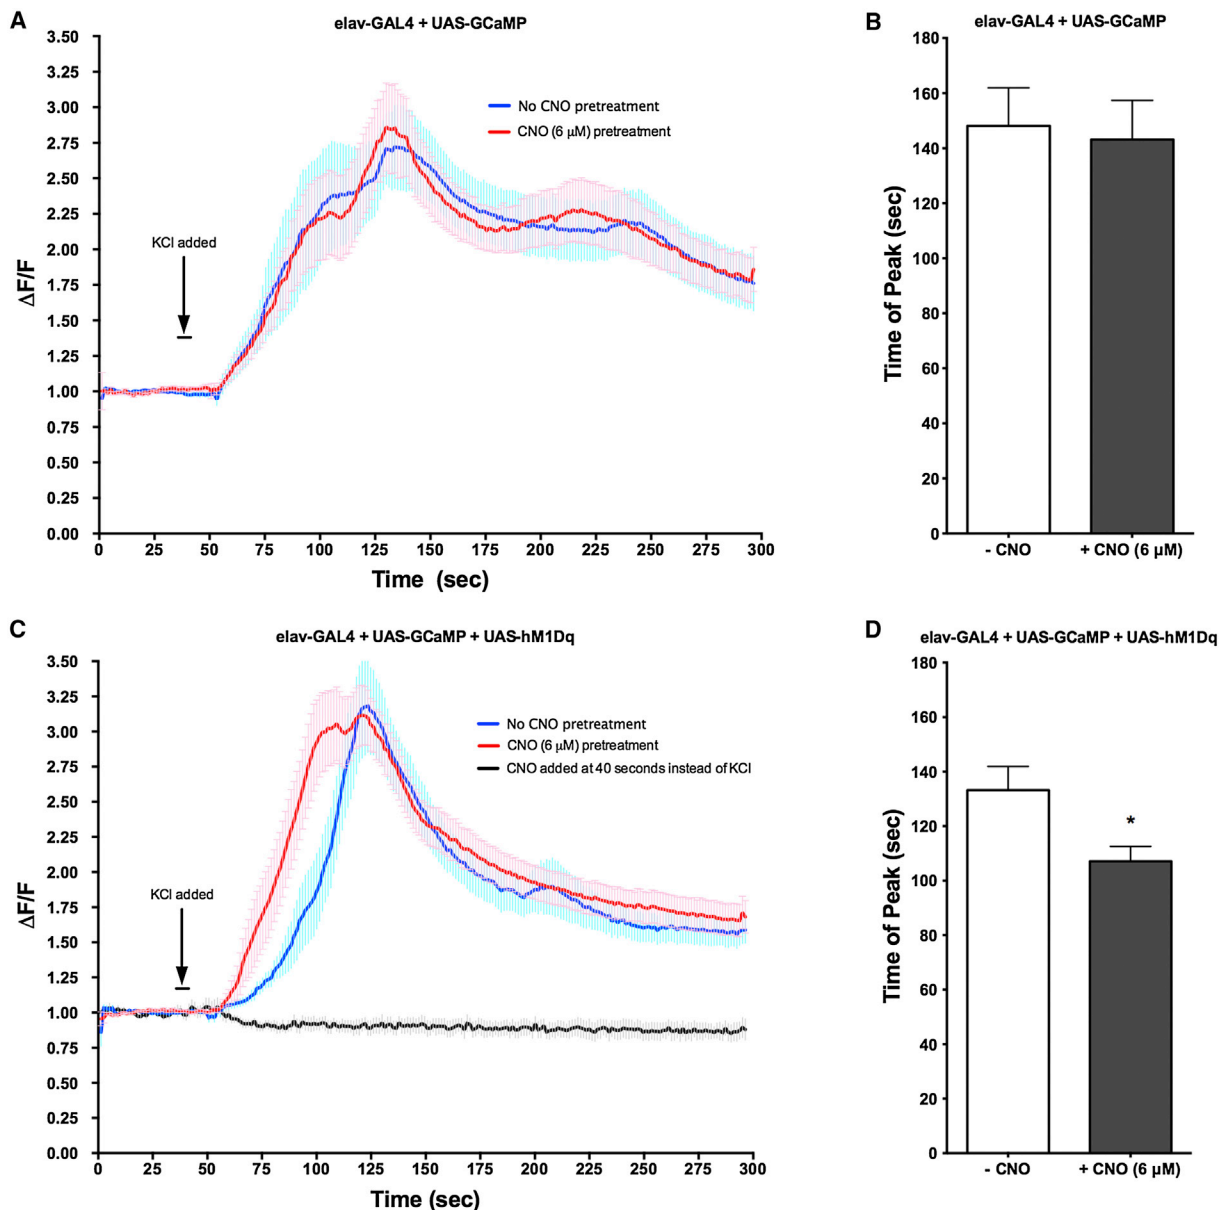 A
elav-GAL4 + UAS-GCaMP
3.50
3.25
3.00
2.75
2.50
2.25
2.00
1.75
1.50
1.25
1.00
0.75
0.50
0.25
0.00
ΔF/F
No CNO pretreatment
CNO (6 μM) pretreatment
KCl added
0 25 50 75 100 125 150 175 200 225 250 275 300
Time (sec)
B
elav-GAL4 + UAS-GCaMP
180
160
140
120
100
80
60
40
20
0
Time of Peak (sec)
- CNO + CNO (6 μM)
C
elav-GAL4 + UAS-GCaMP + UAS-hM1Dq
3.50
3.25
3.00
2.75
2.50
2.25
2.00
1.75
1.50
1.25
1.00
0.75
0.50
0.25
0.00
ΔF/F
No CNO pretreatment
CNO (6 μM) pretreatment
CNO added at 40 seconds instead of KCl
KCl added
0 25 50 75 100 125 150 175 200 225 250 275 300
Time (sec)
D
elav-GAL4 + UAS-GCaMP + UAS-hM1Dq
180
160
140
120
100
80
60
40
20
0
Time of Peak (sec)
*
- CNO + CNO (6 μM)